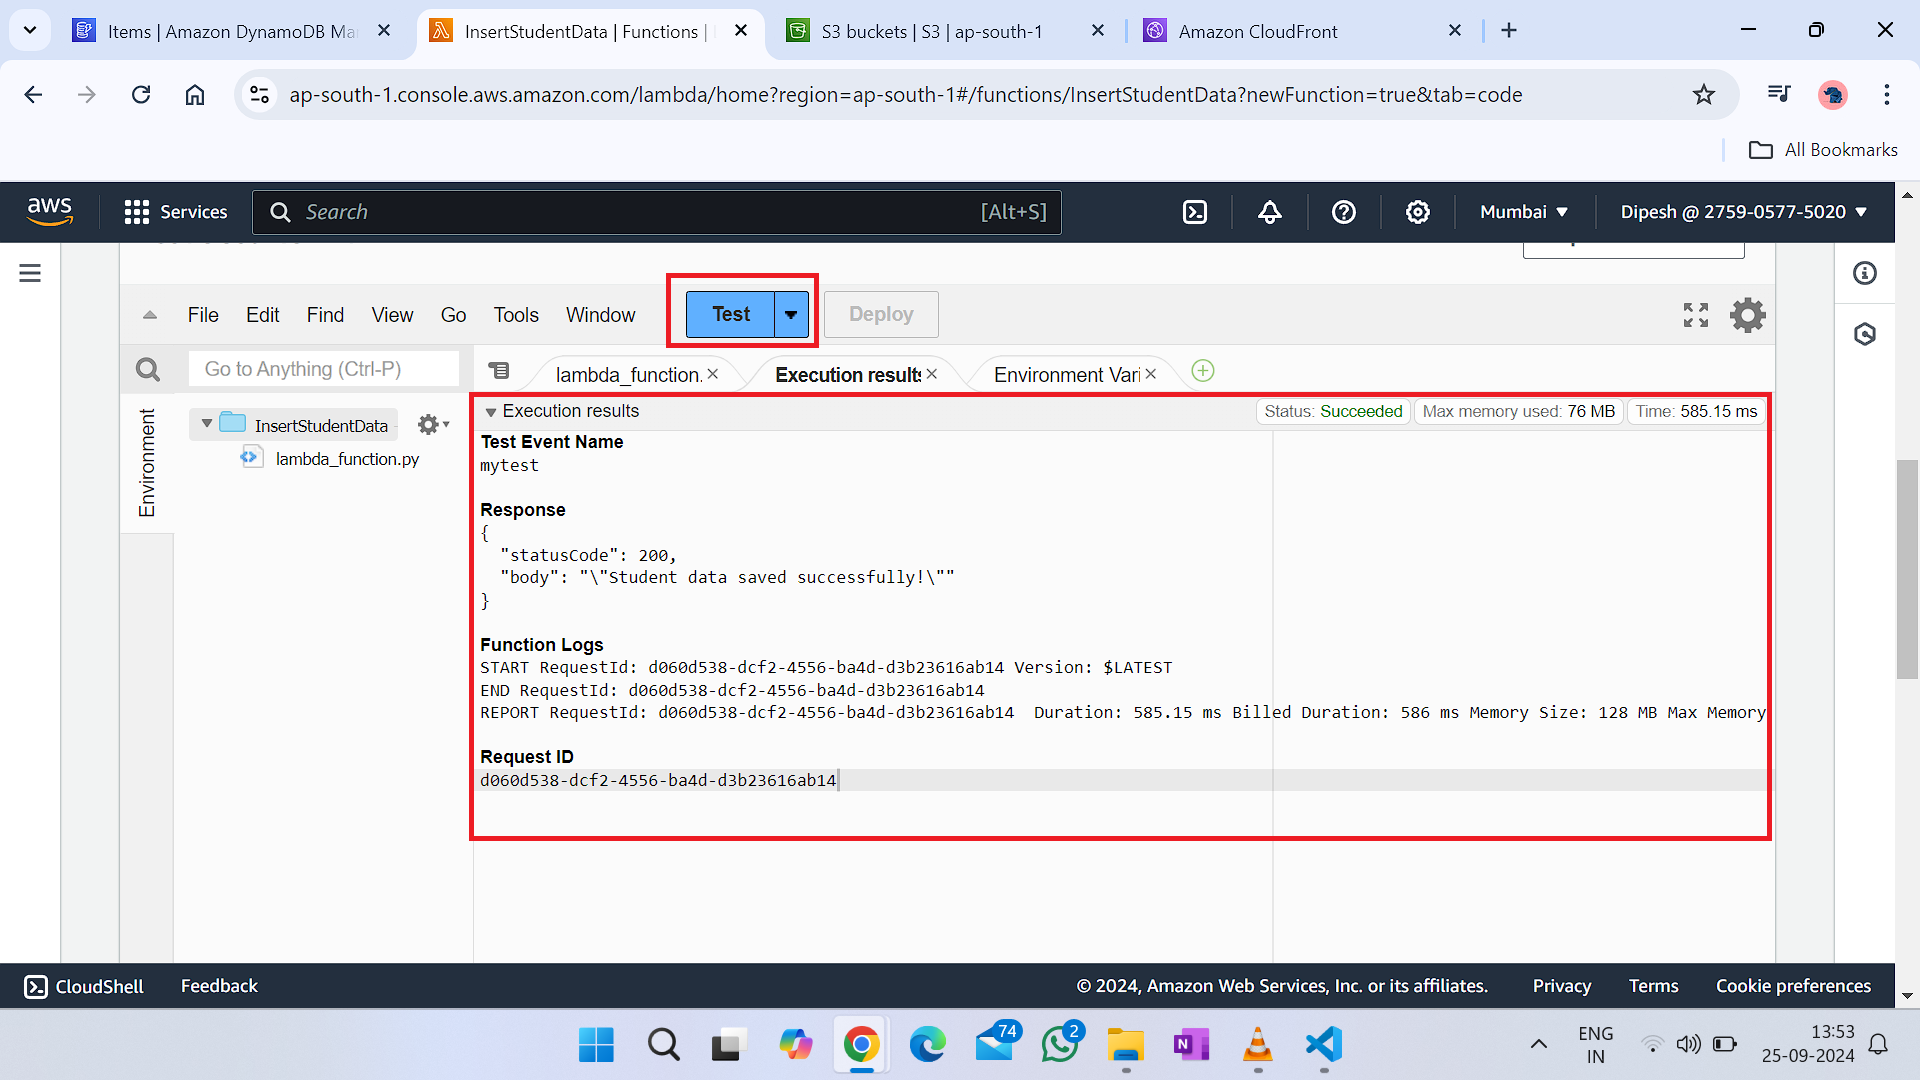 Items | Amazon DynamoDB Ma
InsertStudentData | Functions |
S3 buckets | S3 | ap-south-1
Amazon CloudFront
ap-south-1.console.aws.amazon.com/lambda/home?region=ap-south-1#/functions/InsertStudentData?newFunction=true&tab=code
All Bookmarks
aws
Services
Search
[Alt+S]
Mumbai
Dipesh @ 2759-0577-5020
File Edit Find View Go Tools Window
Test
Deploy
Go to Anything (Ctrl-P)
lambda_function.
Execution results
Environment Vari
Environment
InsertStudentData
lambda_function.py
Execution results
Status: Succeeded
Max memory used: 76 MB
Time: 585.15 ms
Test Event Name
mytest
Response
{
"statusCode": 200,
"body": "\"Student data saved successfully!\""
}
Function Logs
START RequestId: d060d538-dcf2-4556-ba4d-d3b23616ab14 Version: $LATEST
END RequestId: d060d538-dcf2-4556-ba4d-d3b23616ab14
REPORT RequestId: d060d538-dcf2-4556-ba4d-d3b23616ab14 Duration: 585.15 ms Billed Duration: 586 ms Memory Size: 128 MB Max Memory
Request ID
d060d538-dcf2-4556-ba4d-d3b23616ab14
CloudShell
Feedback
© 2024, Amazon Web Services, Inc. or its affiliates.
Privacy
Terms
Cookie preferences
74
2
N
ENG
IN
13:53
25-09-2024